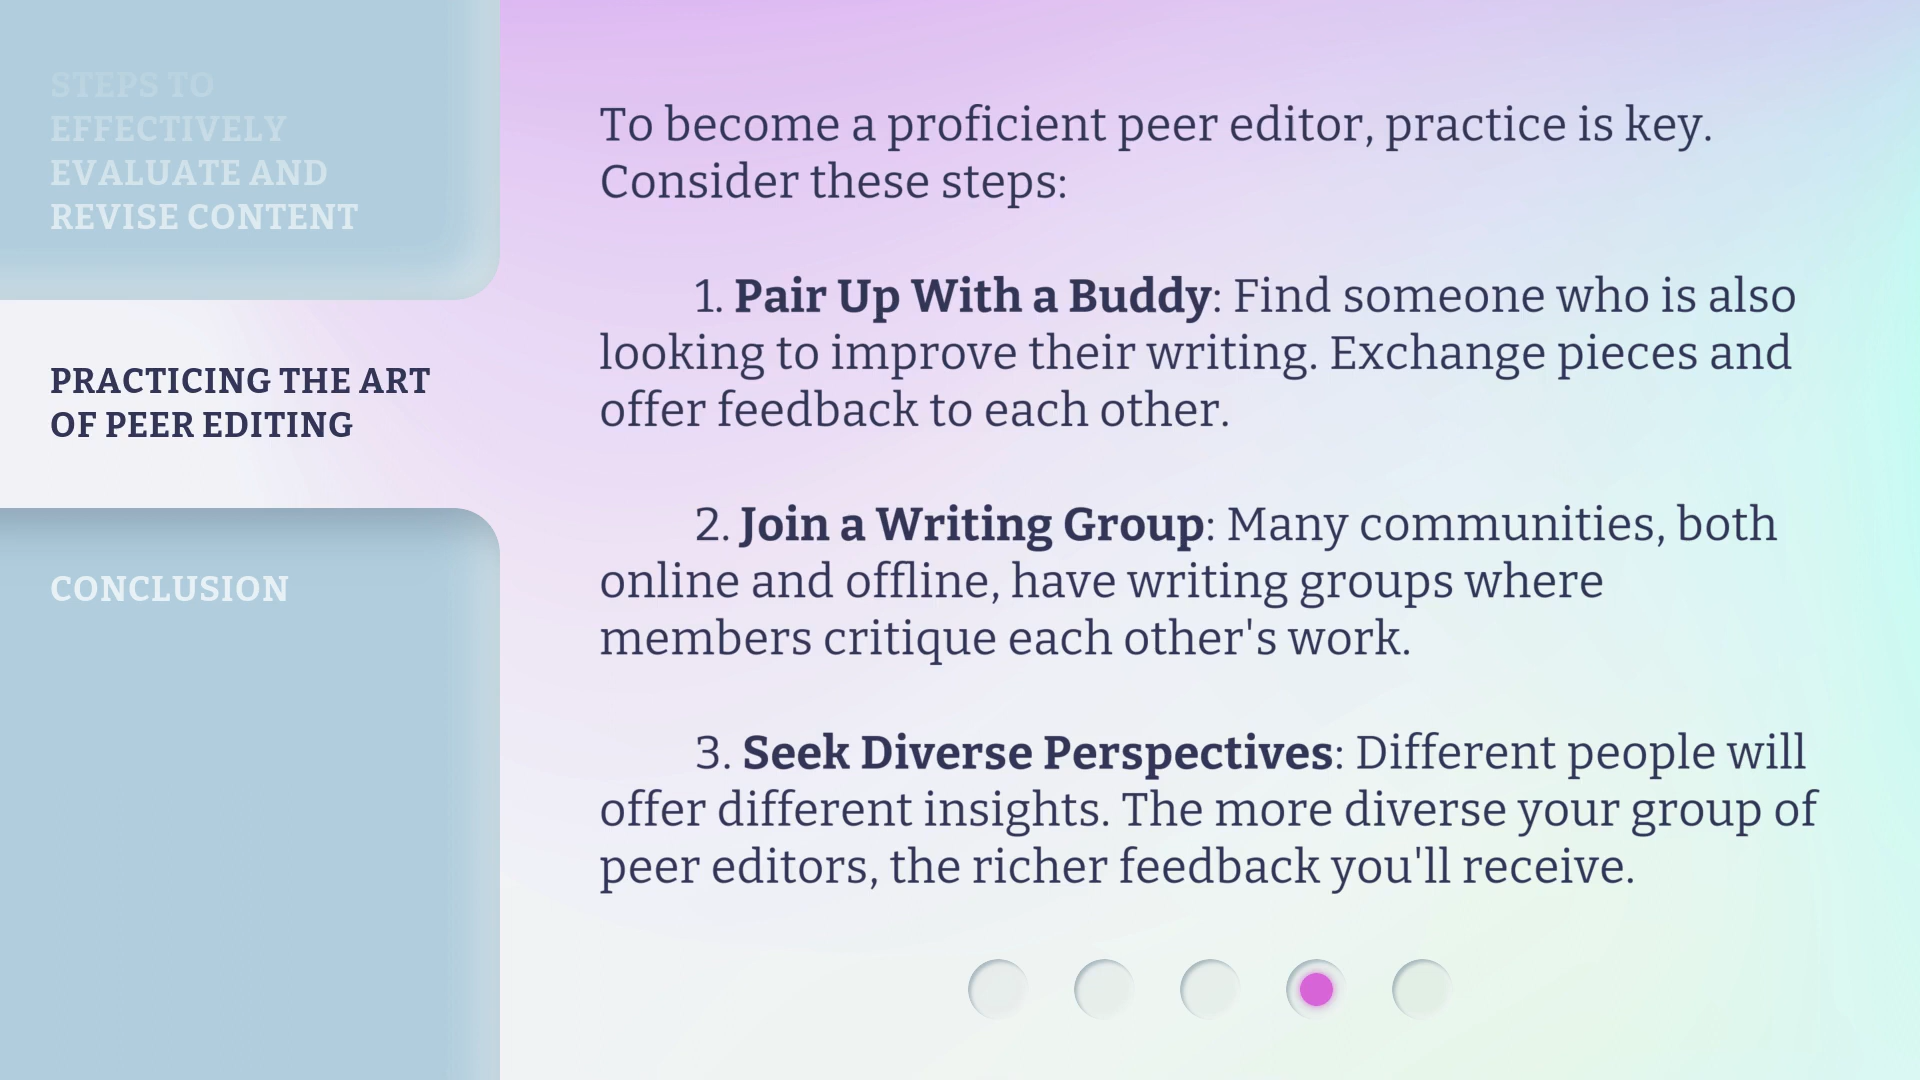 STEPS TO
EFFECTIVELY
EVALUATE AND
REVISE CONTENT
PRACTICING THE ART
OF PEER EDITING
CONCLUSION
To become a proficient peer editor, practice is key.
Consider these steps:
1. Pair Up With a Buddy: Find someone who is also
looking to improve their writing. Exchange pieces and
offer feedback to each other.
2. Join a Writing Group: Many communities, both
online and offline, have writing groups where
members critique each other's work.
3. Seek Diverse Perspectives: Different people will
offer different insights. The more diverse your group of
peer editors, the richer feedback you'll receive.